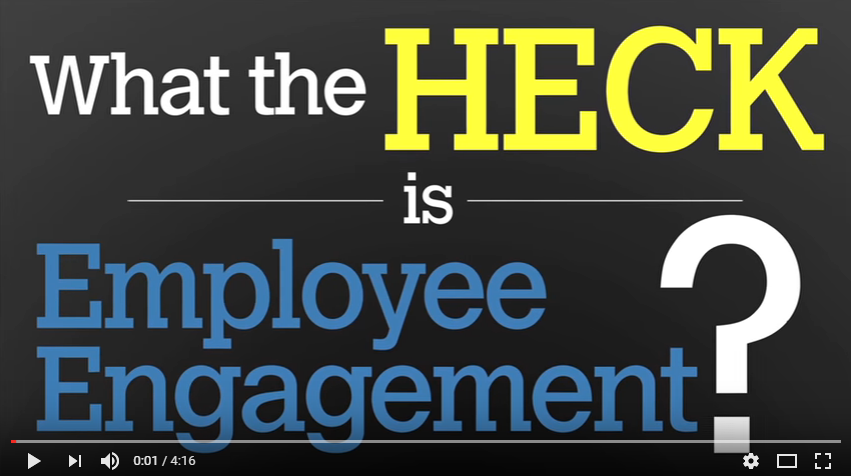 What the HECK
is
Employee
Engagement?
0:01 / 4:16